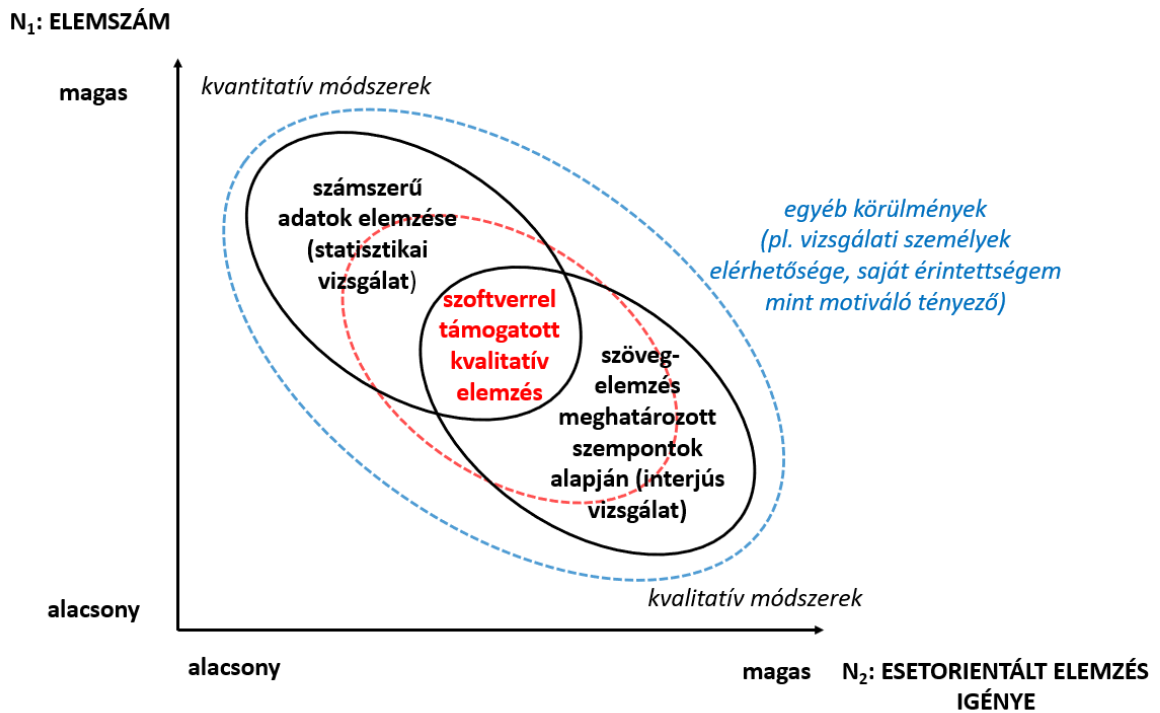 N₁: ELEMSZÁM
magas
kvantitatív módszerek
számszerű
adatok elemzése
(statisztikai
vizsgálat)
egyéb körülmények
(pl. vizsgálati személyek
elérhetősége, saját érintettségem
mint motiváló tényező)
szoftverrel
támogatott
kvalitatív
elemzés
szöveg-
elemzés
meghatározott
szempontok
alapján (interjús
vizsgálat)
kvalitatív módszerek
alacsony
alacsony
magas
N₂: ESETORIENTÁLT ELEMZÉS
IGÉNYE